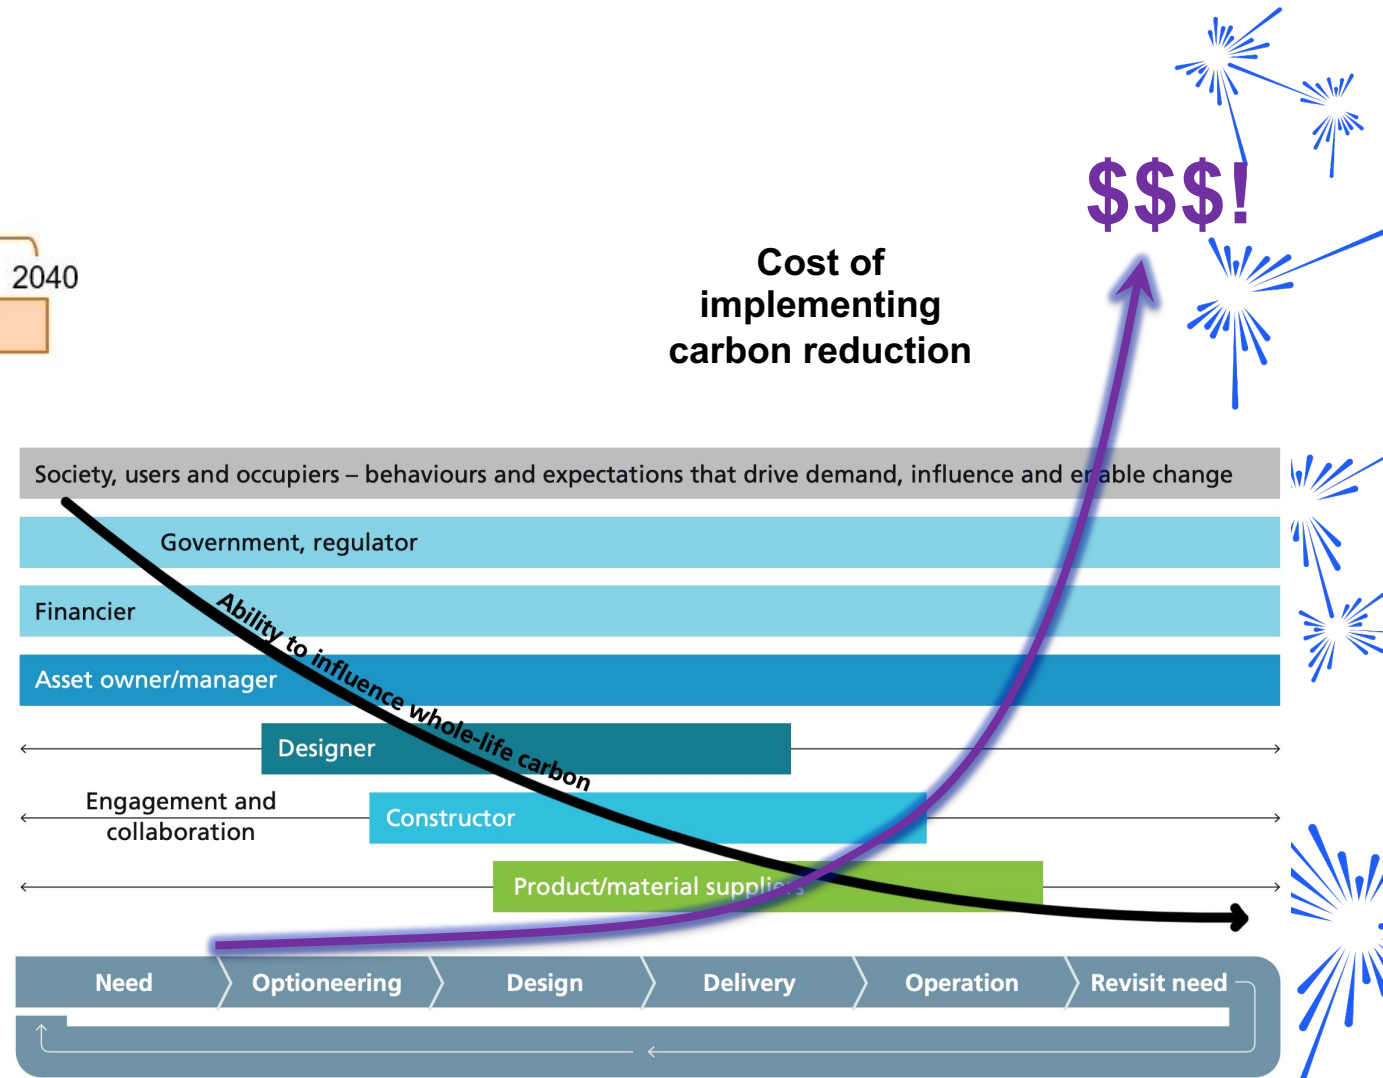 $$$!
2040
Cost of
implementing
carbon reduction
Society, users and occupiers – behaviours and expectations that drive demand, influence and enable change
Government, regulator
Financier
Ability to influence whole-life carbon
Asset owner/manager
Designer
Engagement and
collaboration
Constructor
Product/material suppliers
Need
Optioneering
Design
Delivery
Operation
Revisit need